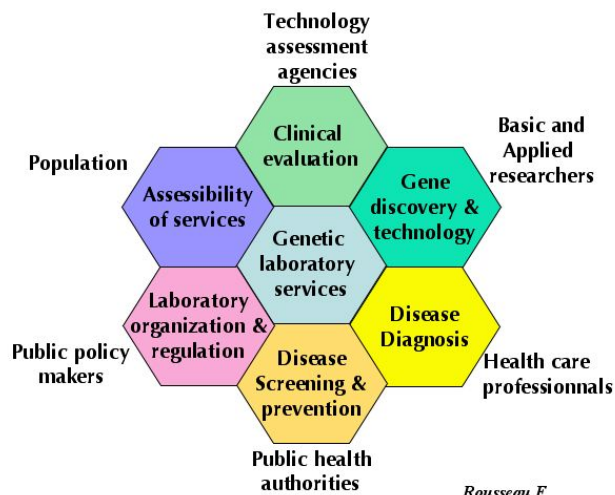 Technology
assessment
agencies
Clinical
evaluation
Basic and
Applied
researchers
Population
Assessibility
of services
Gene
discovery &
technology
Genetic
laboratory
services
Laboratory
organization &
regulation
Disease
Diagnosis
Public policy
makers
Disease
Screening &
prevention
Health care
professionnals
Public health
authorities
Rousseau F